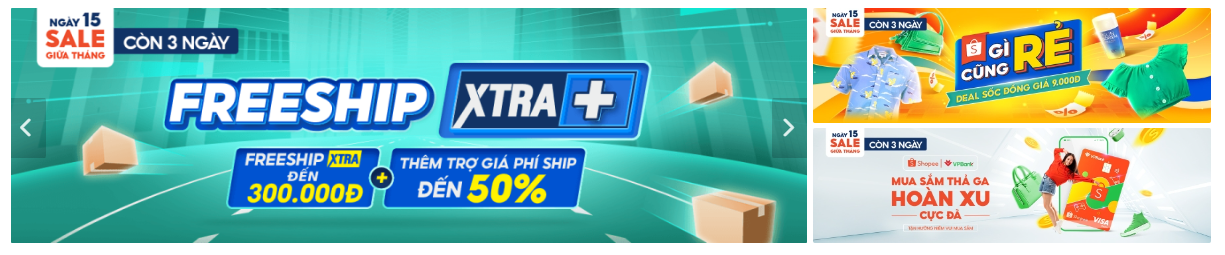 NGÀY 15
SALE
GIỮA THÁNG
CÒN 3 NGÀY
FREESHIP XTRA +
FREESHIP XTRA
ĐẾN
300.000Đ
+
THÊM TRỢ GIÁ PHÍ SHIP
ĐẾN 50%
NGÀY 15
SALE
GIỮA THÁNG
CÒN 3 NGÀY
GÌ
CŨNG RẺ
DEAL SỐC ĐỒNG GIÁ 9.000Đ
NGÀY 15
SALE
GIỮA THÁNG
CÒN 3 NGÀY
Shopee VPBank
MUA SẮM THẢ GA
HOÀN XU
CỰC ĐÃ
VISA